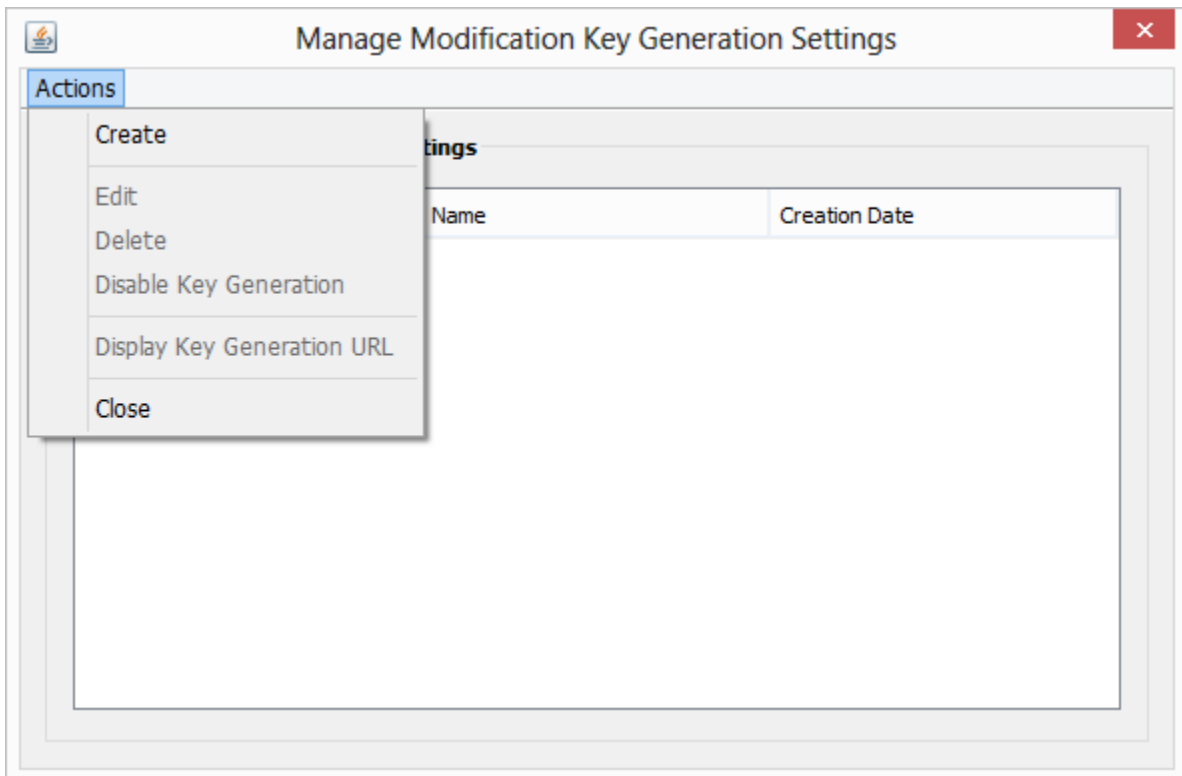 Manage Modification Key Generation Settings
Actions
Create
Edit
Delete
Disable Key Generation
Display Key Generation URL
Close
tings
Name
Creation Date